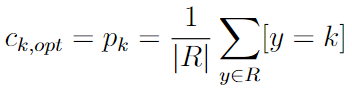 $c_{k,opt} = p_k = \frac{1}{|R|} \sum_{y \in R} [y = k]$